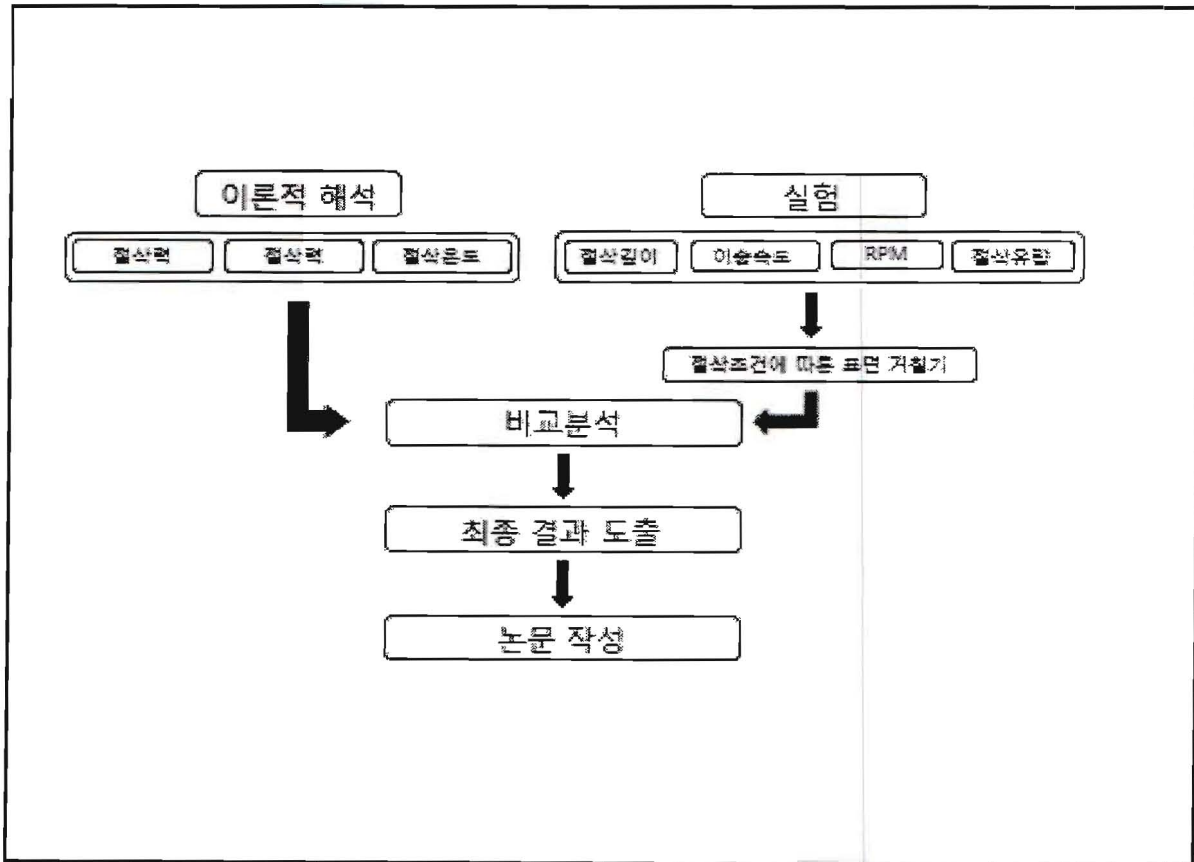 이론적 해석
실험
절삭력
절삭력
절삭온도
절삭깊이
이송속도
RPM
절삭유량
절삭조건에 따른 표면 거칠기
비교분석
최종 결과 도출
논문 작성